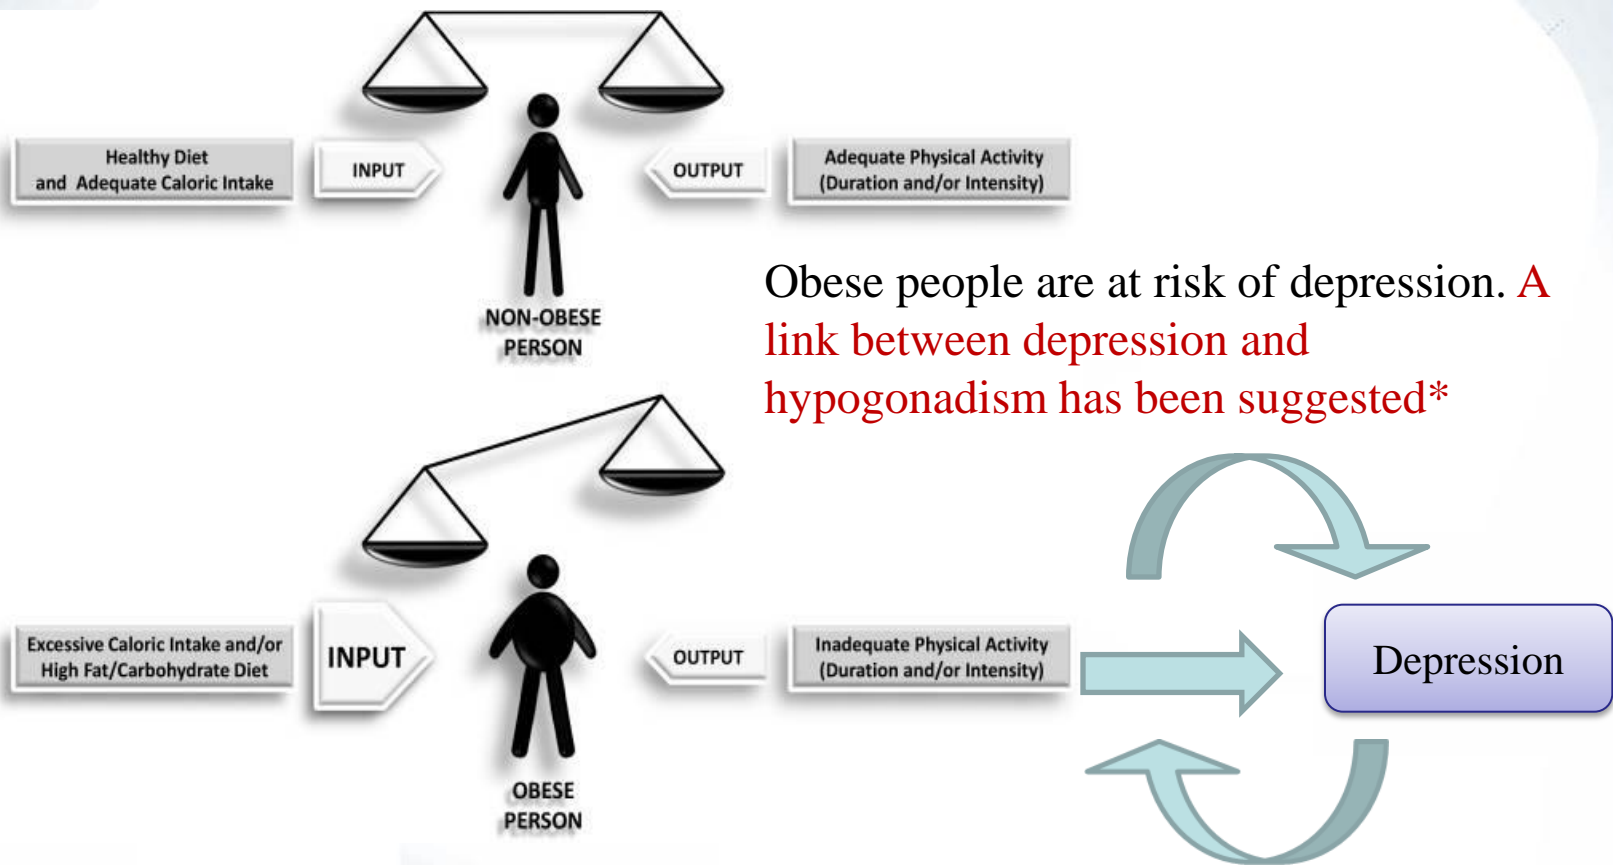 Healthy Diet
and Adequate Caloric Intake
INPUT
OUTPUT
Adequate Physical Activity
(Duration and/or Intensity)
NON-OBESE
PERSON
Obese people are at risk of depression. A
link between depression and
hypogonadism has been suggested*
Excessive Caloric Intake and/or
High Fat/Carbohydrate Diet
INPUT
OUTPUT
Inadequate Physical Activity
(Duration and/or Intensity)
Depression
OBESE
PERSON